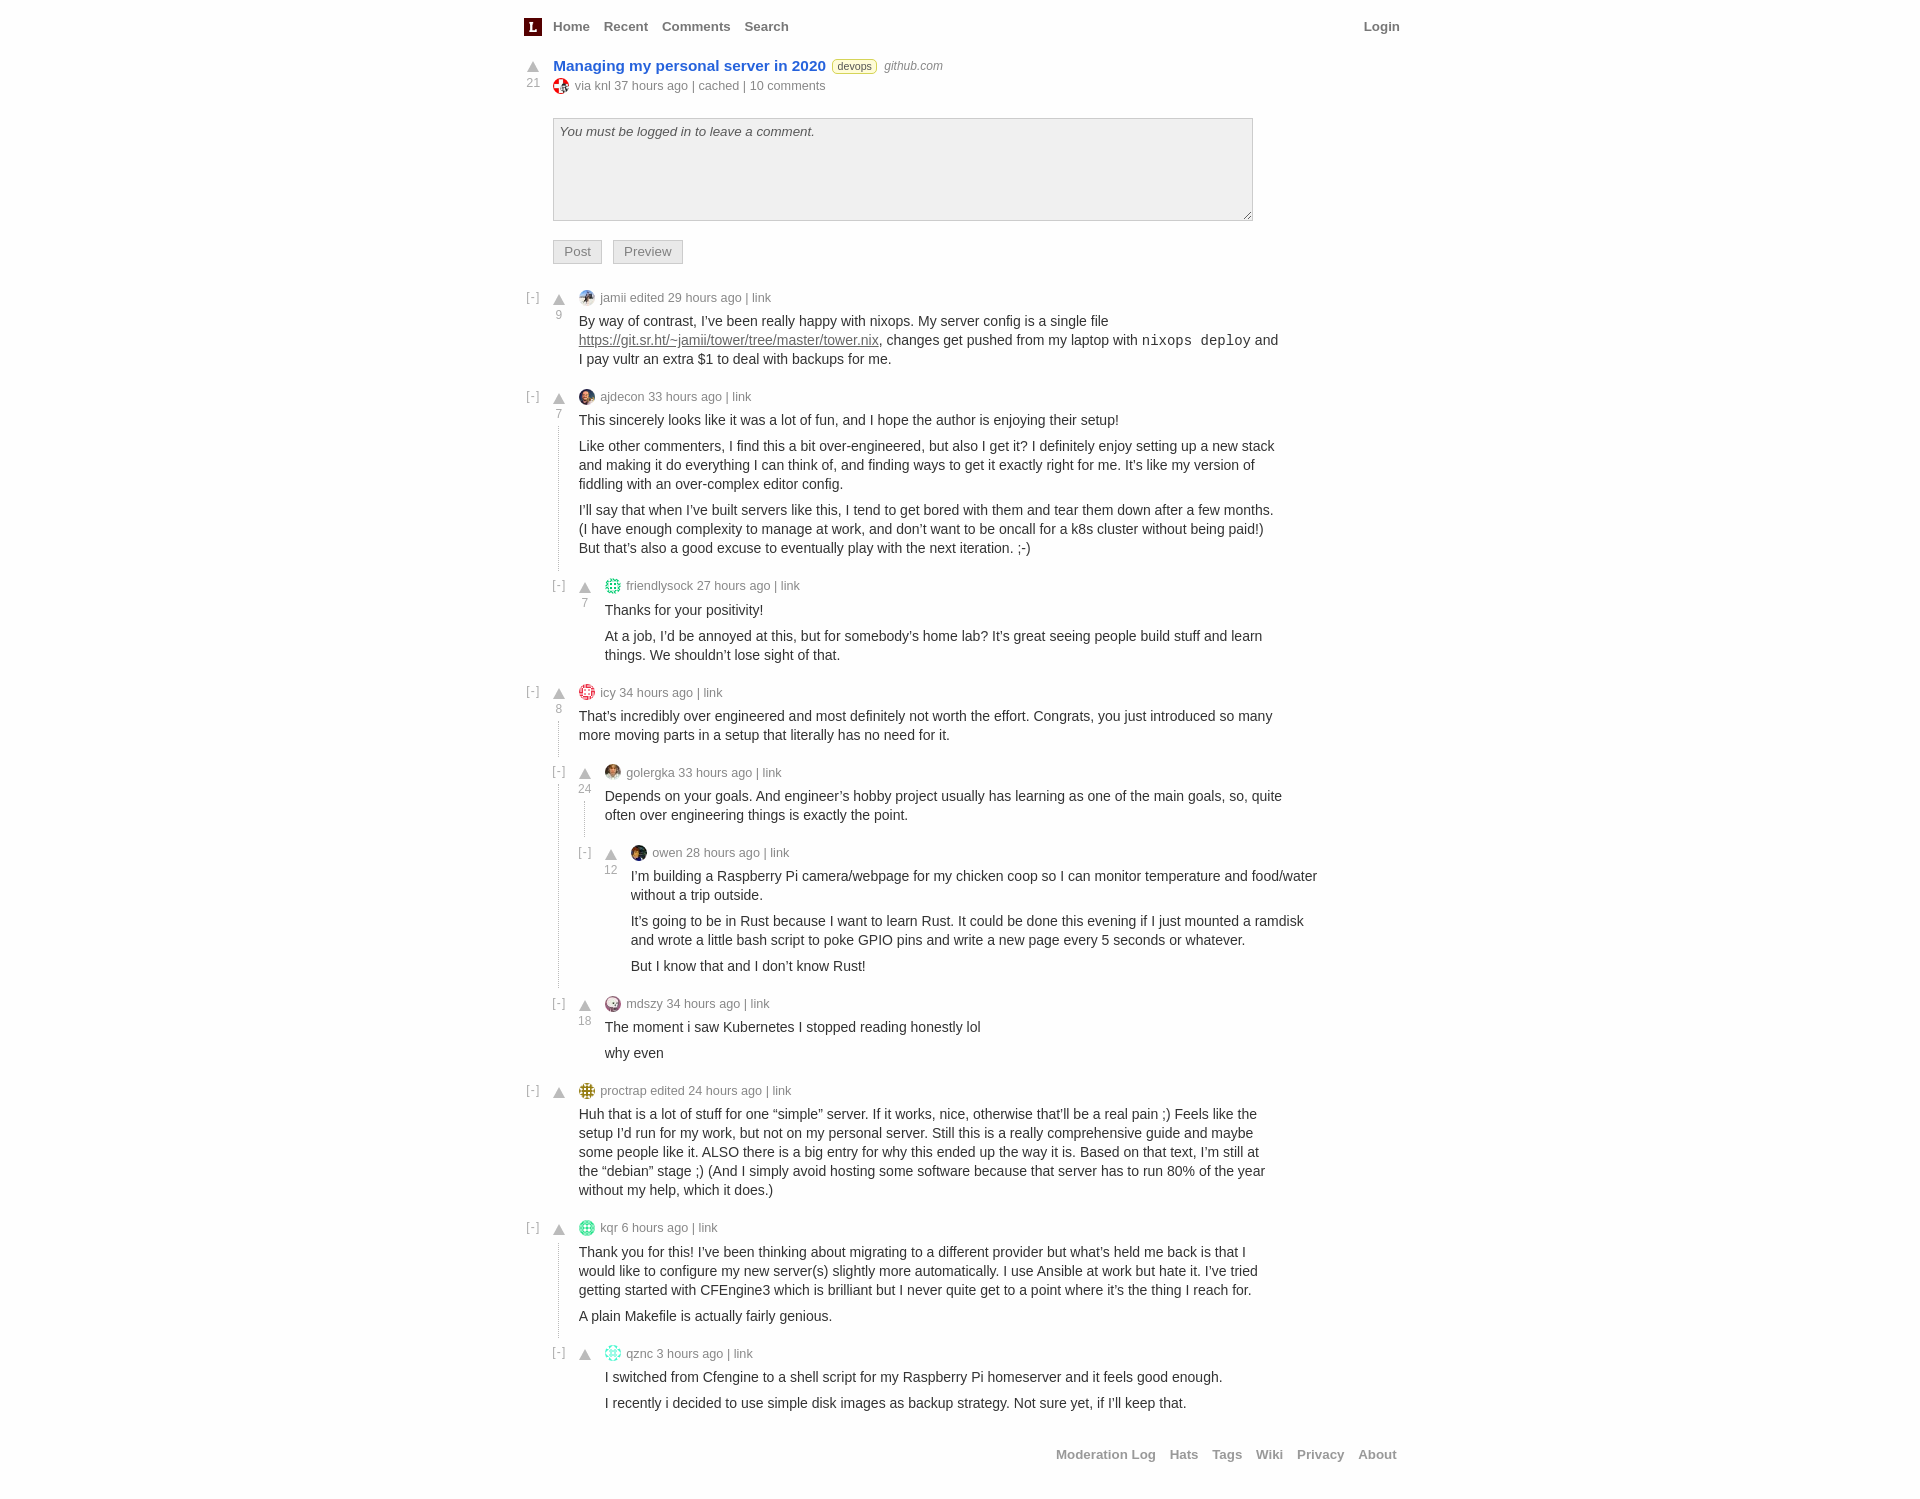 L Home Recent Comments Search Login
Managing my personal server in 2020 devops github.com
21
via knl 37 hours ago | cached | 10 comments
You must be logged in to leave a comment.
Post Preview
[-] jamii edited 29 hours ago | link
9
By way of contrast, I’ve been really happy with nixops. My server config is a single file
https://git.sr.ht/~jamii/tower/tree/master/tower.nix, changes get pushed from my laptop with nixops deploy and
I pay vultr an extra $1 to deal with backups for me.
[-] ajdecon 33 hours ago | link
7
This sincerely looks like it was a lot of fun, and I hope the author is enjoying their setup!
Like other commenters, I find this a bit over-engineered, but also I get it? I definitely enjoy setting up a new stack
and making it do everything I can think of, and finding ways to get it exactly right for me. It’s like my version of
fiddling with an over-complex editor config.
I’ll say that when I’ve built servers like this, I tend to get bored with them and tear them down after a few months.
(I have enough complexity to manage at work, and don’t want to be oncall for a k8s cluster without being paid!)
But that’s also a good excuse to eventually play with the next iteration. ;-)
[-] friendlysock 27 hours ago | link
7
Thanks for your positivity!
At a job, I’d be annoyed at this, but for somebody’s home lab? It’s great seeing people build stuff and learn
things. We shouldn’t lose sight of that.
[-] icy 34 hours ago | link
8
That’s incredibly over engineered and most definitely not worth the effort. Congrats, you just introduced so many
more moving parts in a setup that literally has no need for it.
[-] golergka 33 hours ago | link
24
Depends on your goals. And engineer’s hobby project usually has learning as one of the main goals, so, quite
often over engineering things is exactly the point.
[-] owen 28 hours ago | link
12
I’m building a Raspberry Pi camera/webpage for my chicken coop so I can monitor temperature and food/water
without a trip outside.
It’s going to be in Rust because I want to learn Rust. It could be done this evening if I just mounted a ramdisk
and wrote a little bash script to poke GPIO pins and write a new page every 5 seconds or whatever.
But I know that and I don’t know Rust!
[-] mdszy 34 hours ago | link
18
The moment i saw Kubernetes I stopped reading honestly lol
why even
[-] proctrap edited 24 hours ago | link
Huh that is a lot of stuff for one “simple” server. If it works, nice, otherwise that’ll be a real pain ;) Feels like the
setup I’d run for my work, but not on my personal server. Still this is a really comprehensive guide and maybe
some people like it. ALSO there is a big entry for why this ended up the way it is. Based on that text, I’m still at
the “debian” stage ;) (And I simply avoid hosting some software because that server has to run 80% of the year
without my help, which it does.)
[-] kqr 6 hours ago | link
Thank you for this! I’ve been thinking about migrating to a different provider but what’s held me back is that I
would like to configure my new server(s) slightly more automatically. I use Ansible at work but hate it. I’ve tried
getting started with CFEngine3 which is brilliant but I never quite get to a point where it’s the thing I reach for.
A plain Makefile is actually fairly genious.
[-] qznc 3 hours ago | link
I switched from Cfengine to a shell script for my Raspberry Pi homeserver and it feels good enough.
I recently i decided to use simple disk images as backup strategy. Not sure yet, if I’ll keep that.
Moderation Log Hats Tags Wiki Privacy About